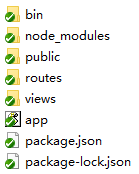 bin
node_modules
public
routes
views
app
package.json
package-lock.json